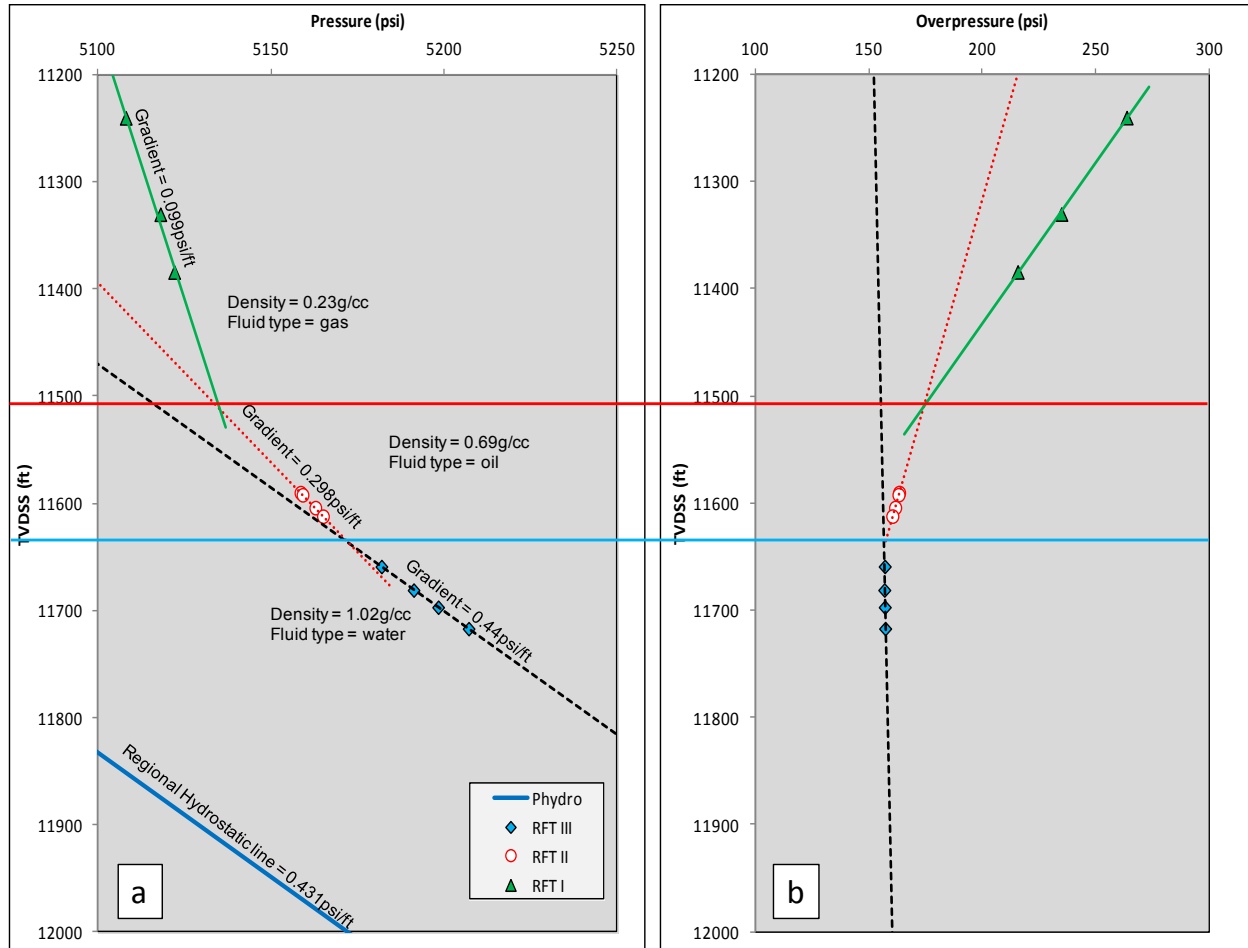 Pressure (psi)
5100 5150 5200 5250
TVDSS (ft)
11200
11300
11400
11500
11600
11700
11800
11900
12000
Gradient = 0.099psi/ft
Density = 0.23g/cc
Fluid type = gas
Gradient = 0.298psi/ft
Density = 0.69g/cc
Fluid type = oil
Gradient = 0.44psi/ft
Density = 1.02g/cc
Fluid type = water
Regional Hydrostatic line = 0.431psi/ft
Phydro
RFT III
RFT II
RFT I
a
Overpressure (psi)
100 150 200 250 300
TVDSS (ft)
11200
11300
11400
11500
11600
11700
11800
11900
12000
b